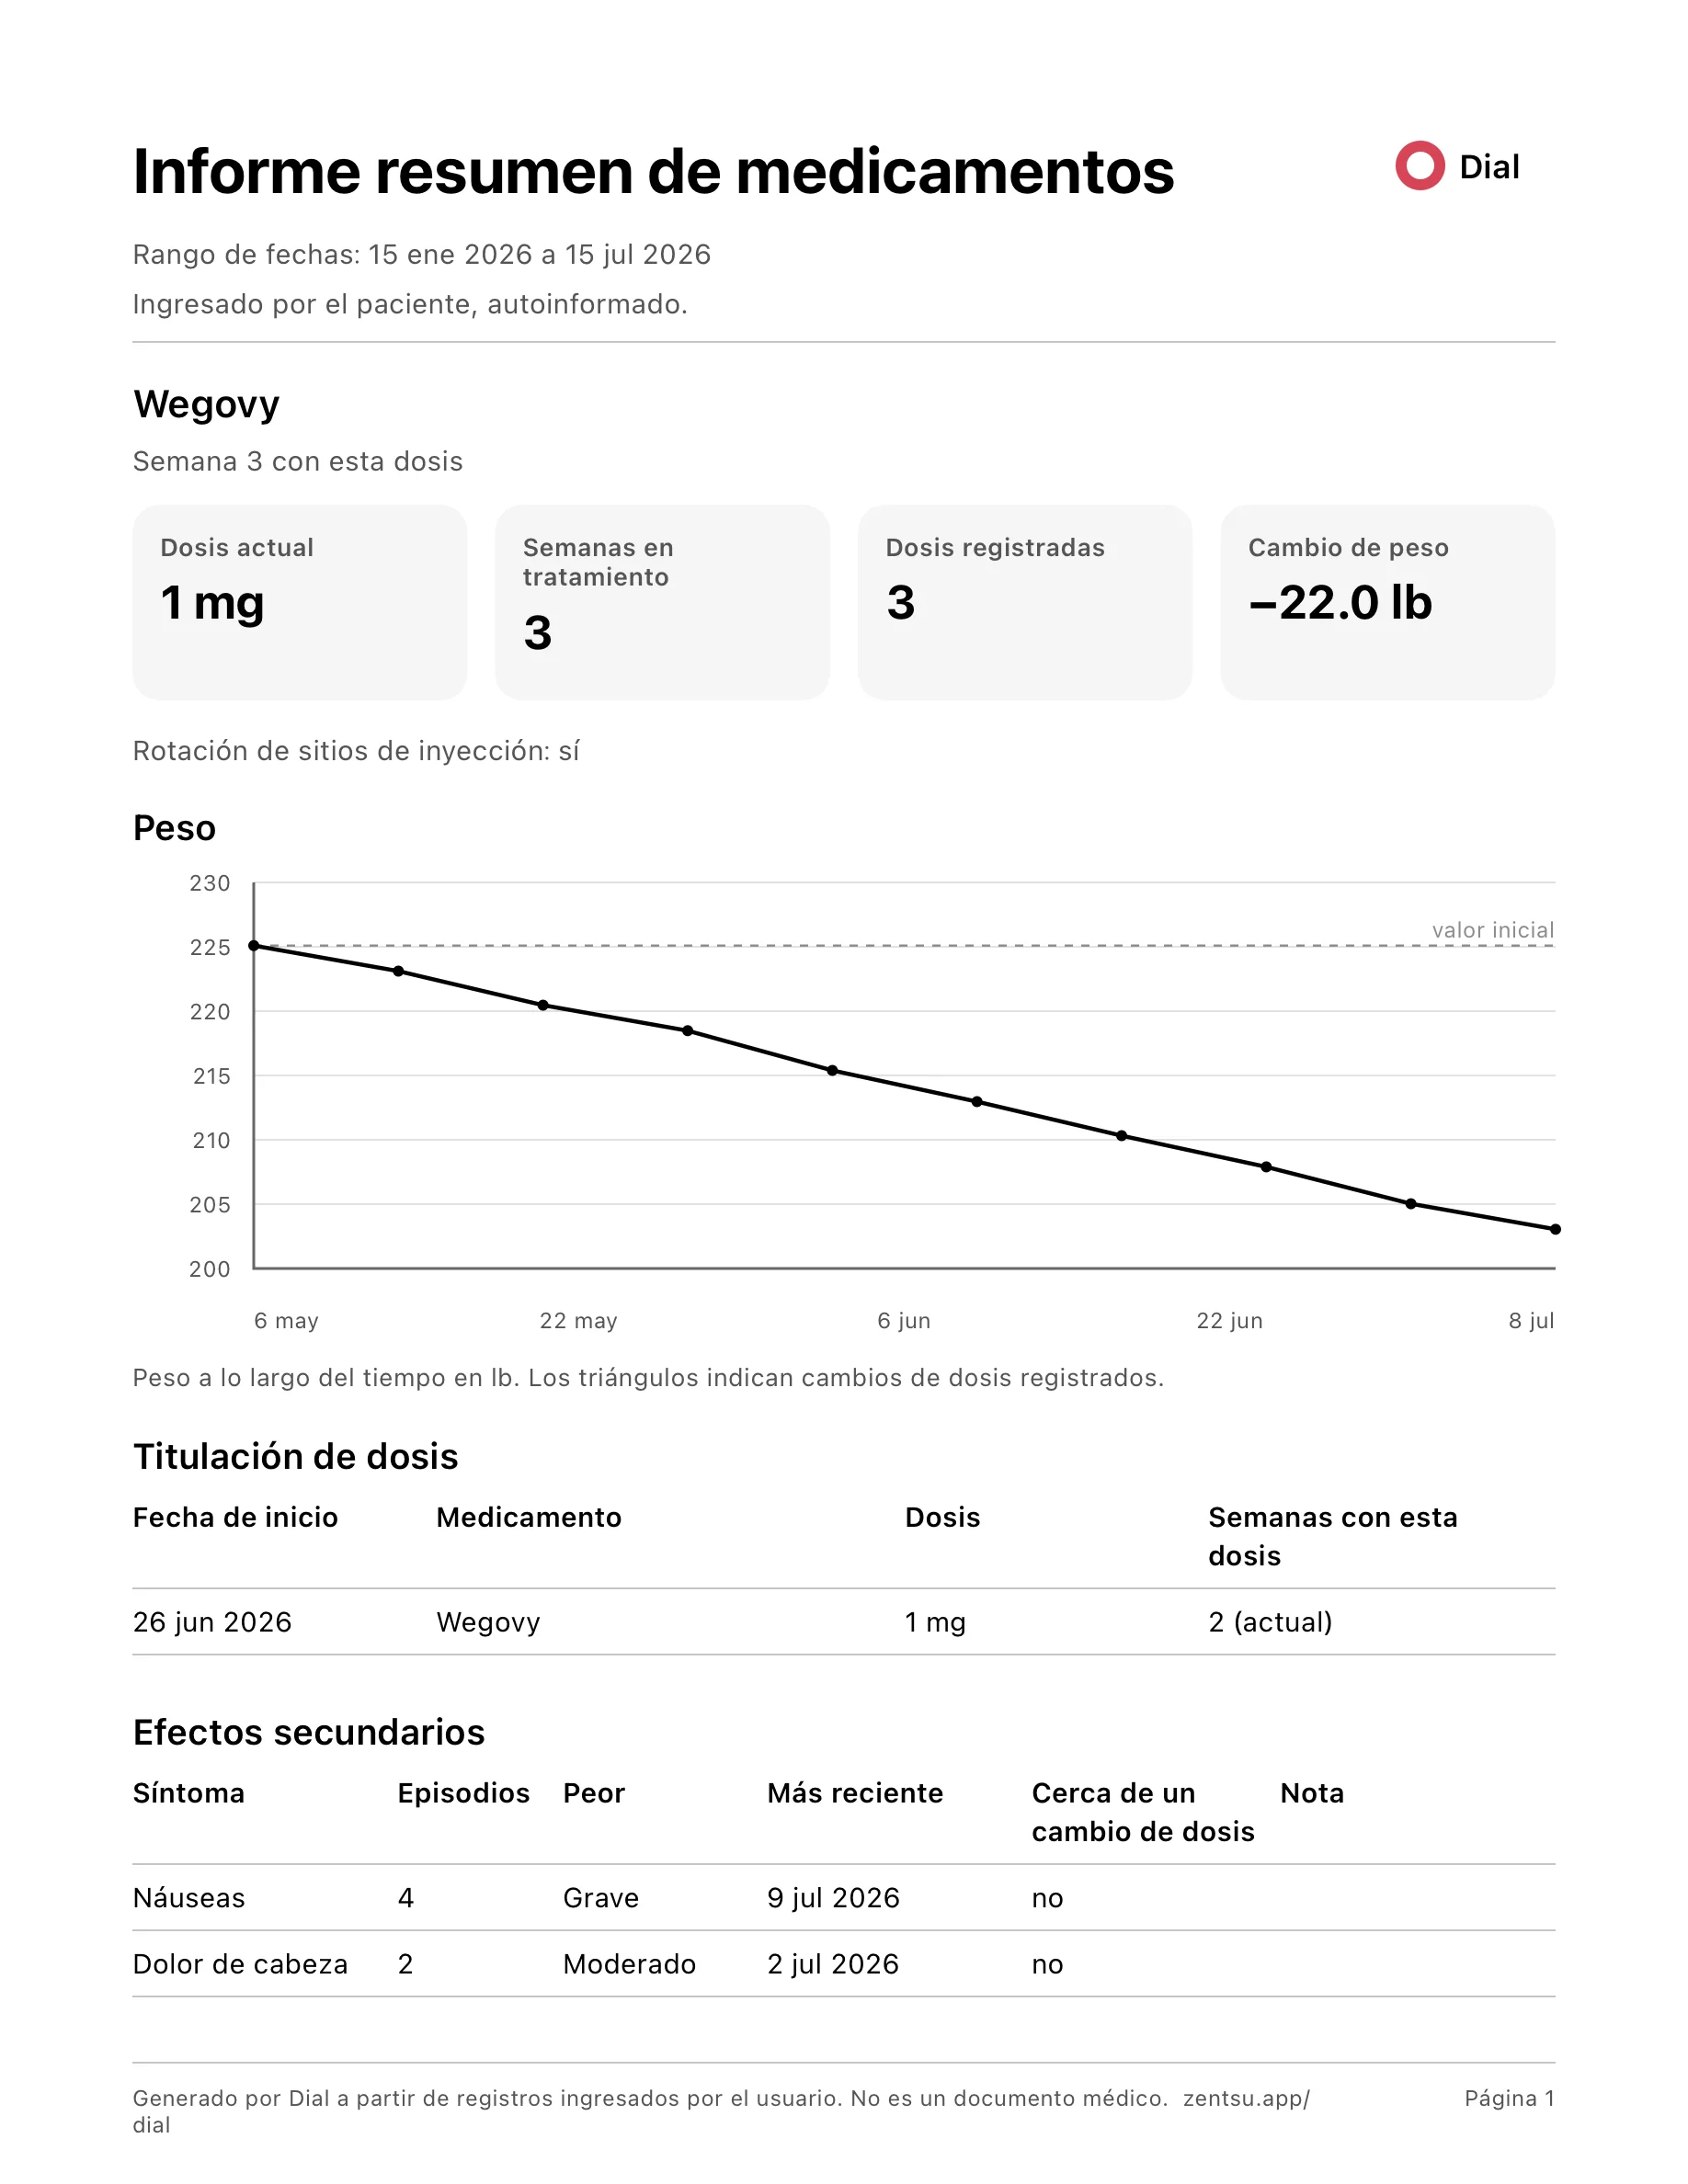 Informe resumen de medicamentos
Dial
Rango de fechas: 15 ene 2026 a 15 jul 2026
Ingresado por el paciente, autoinformado.
Wegovy
Semana 3 con esta dosis
Dosis actual
1 mg
Semanas en
tratamiento
3
Dosis registradas
3
Cambio de peso
−22.0 lb
Rotación de sitios de inyección: sí
Peso
230
valor inicial
225
220
215
210
205
200
6 may 22 may 6 jun 22 jun 8 jul
Peso a lo largo del tiempo en lb. Los triángulos indican cambios de dosis registrados.
Titulación de dosis
Fecha de inicio Medicamento Dosis Semanas con esta
dosis
26 jun 2026 Wegovy 1 mg 2 (actual)
Efectos secundarios
Síntoma Episodios Peor Más reciente Cerca de un Nota
cambio de dosis
Náuseas 4 Grave 9 jul 2026 no
Dolor de cabeza 2 Moderado 2 jul 2026 no
Generado por Dial a partir de registros ingresados por el usuario. No es un documento médico. zentsu.app/ Página 1
dial